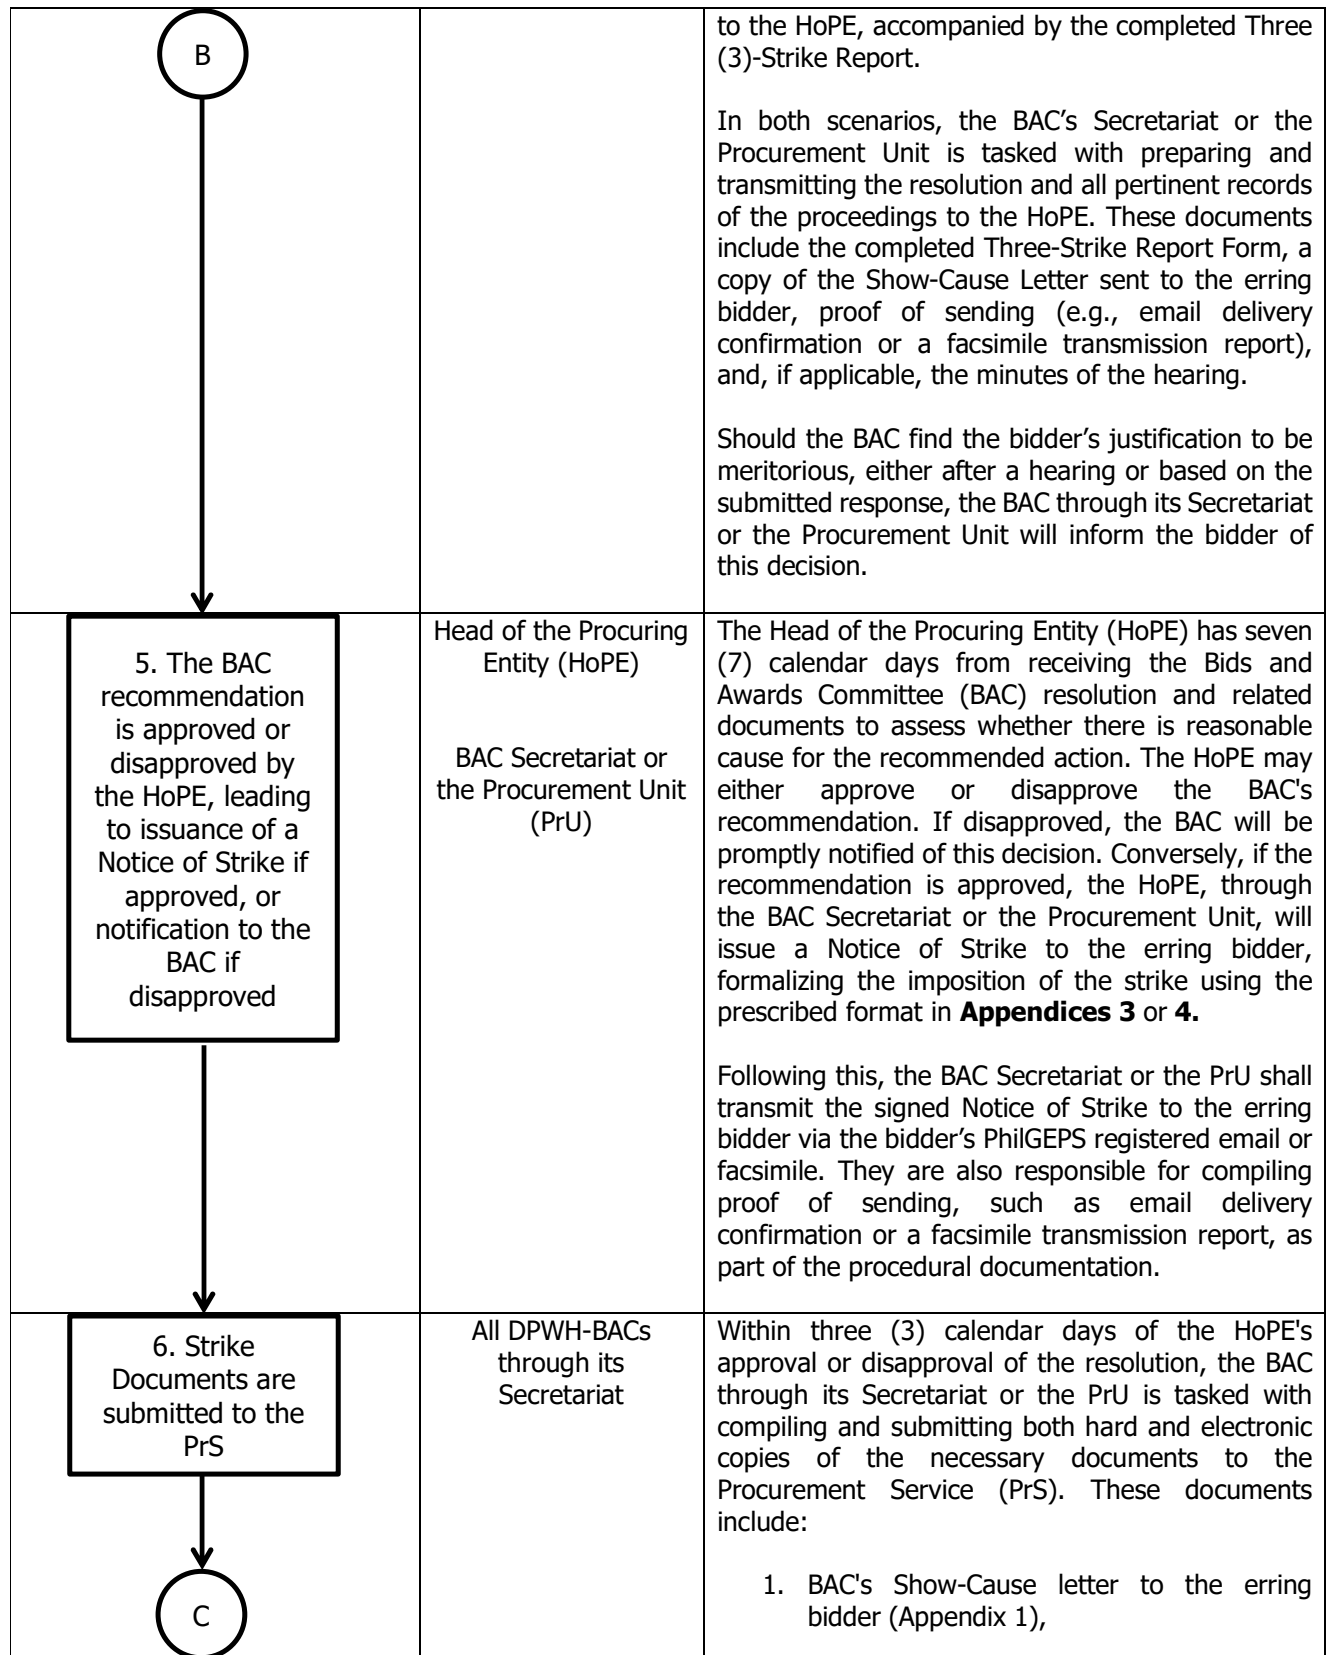 B
to the HoPE, accompanied by the completed Three
(3)-Strike Report.
In both scenarios, the BAC’s Secretariat or the
Procurement Unit is tasked with preparing and
transmitting the resolution and all pertinent records
of the proceedings to the HoPE. These documents
include the completed Three-Strike Report Form, a
copy of the Show-Cause Letter sent to the erring
bidder, proof of sending (e.g., email delivery
confirmation or a facsimile transmission report),
and, if applicable, the minutes of the hearing.
Should the BAC find the bidder’s justification to be
meritorious, either after a hearing or based on the
submitted response, the BAC through its Secretariat
or the Procurement Unit will inform the bidder of
this decision.
5. The BAC
recommendation
is approved or
disapproved by
the HoPE, leading
to issuance of a
Notice of Strike if
approved, or
notification to the
BAC if
disapproved
Head of the Procuring
Entity (HoPE)
BAC Secretariat or
the Procurement Unit
(PrU)
The Head of the Procuring Entity (HoPE) has seven
(7) calendar days from receiving the Bids and
Awards Committee (BAC) resolution and related
documents to assess whether there is reasonable
cause for the recommended action. The HoPE may
either approve or disapprove the BAC's
recommendation. If disapproved, the BAC will be
promptly notified of this decision. Conversely, if the
recommendation is approved, the HoPE, through
the BAC Secretariat or the Procurement Unit, will
issue a Notice of Strike to the erring bidder,
formalizing the imposition of the strike using the
prescribed format in Appendices 3 or 4.
Following this, the BAC Secretariat or the PrU shall
transmit the signed Notice of Strike to the erring
bidder via the bidder’s PhilGEPS registered email or
facsimile. They are also responsible for compiling
proof of sending, such as email delivery
confirmation or a facsimile transmission report, as
part of the procedural documentation.
6. Strike
Documents are
submitted to the
PrS
C
All DPWH-BACs
through its
Secretariat
Within three (3) calendar days of the HoPE's
approval or disapproval of the resolution, the BAC
through its Secretariat or the PrU is tasked with
compiling and submitting both hard and electronic
copies of the necessary documents to the
Procurement Service (PrS). These documents
include:
1. BAC's Show-Cause letter to the erring
bidder (Appendix 1),